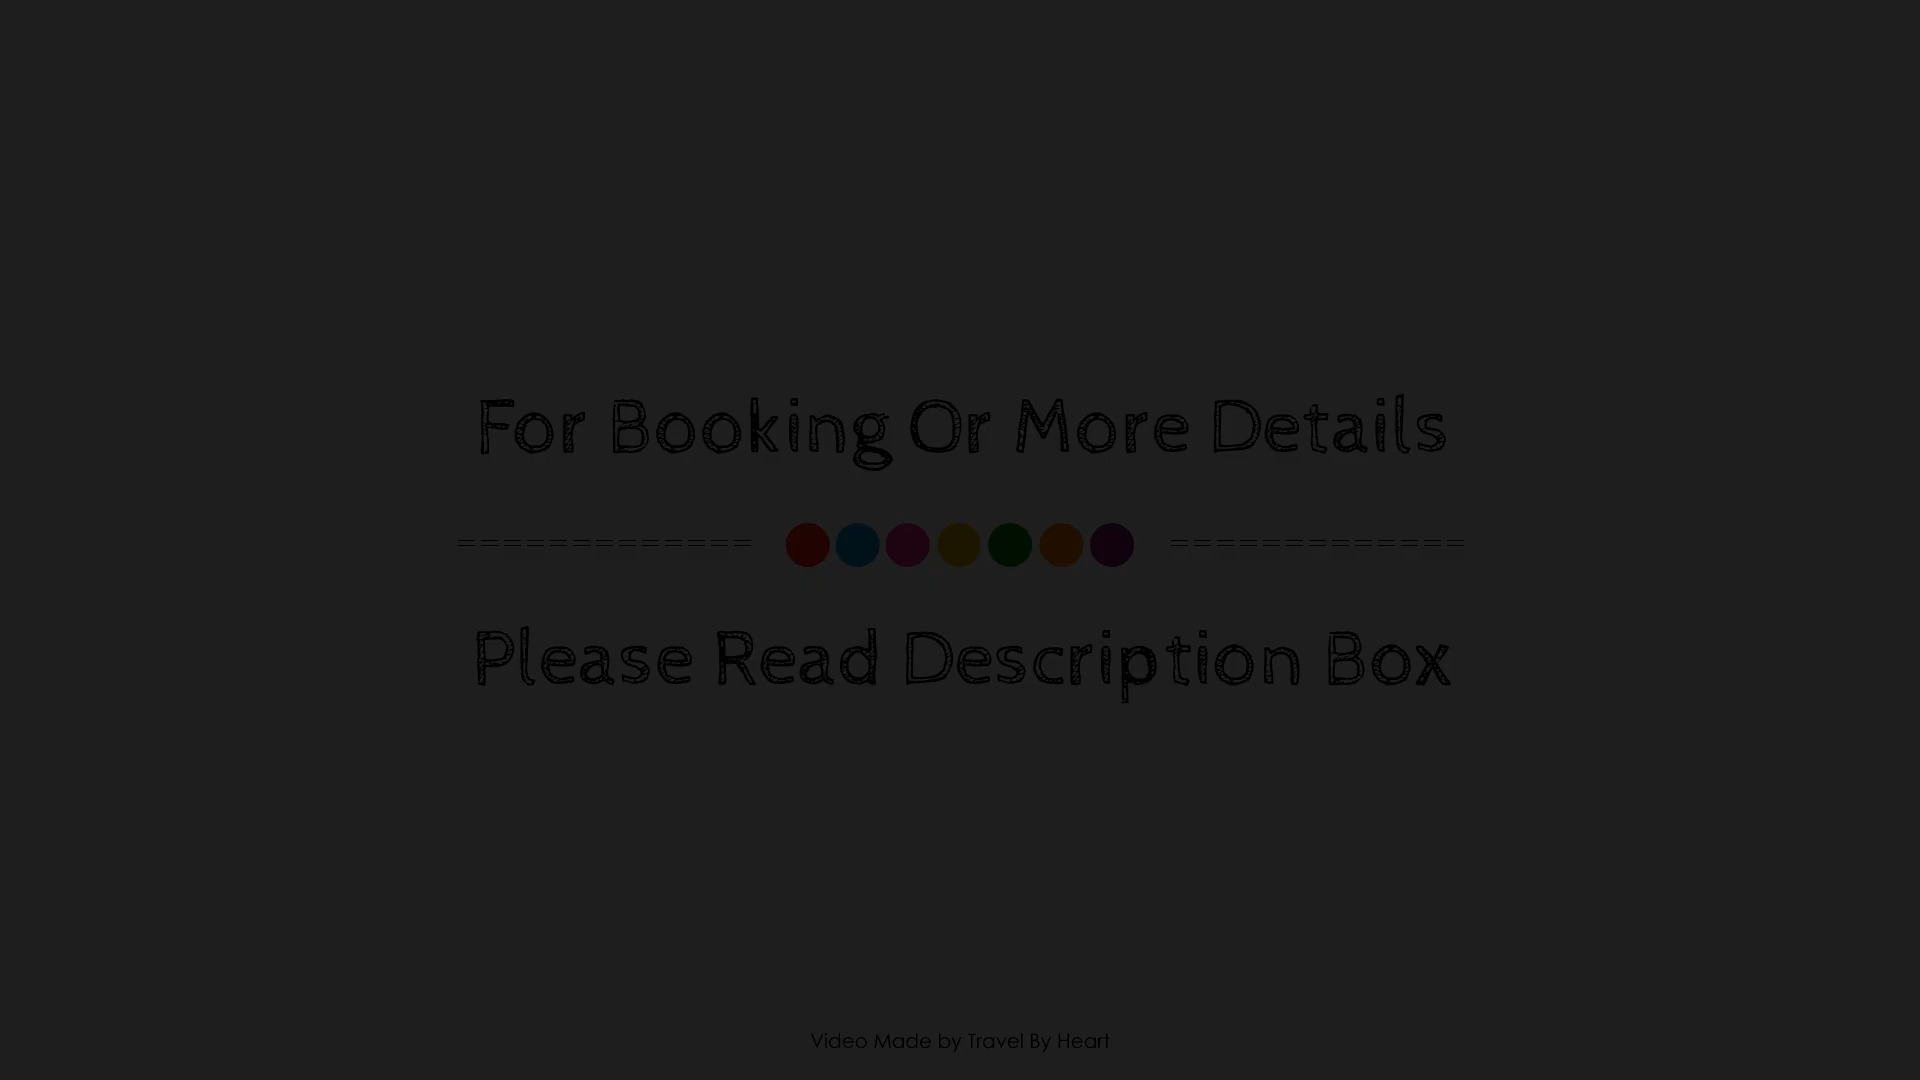 For Booking Or More Details
============= =============
Please Read Description Box
Video Made by Travel By Heart